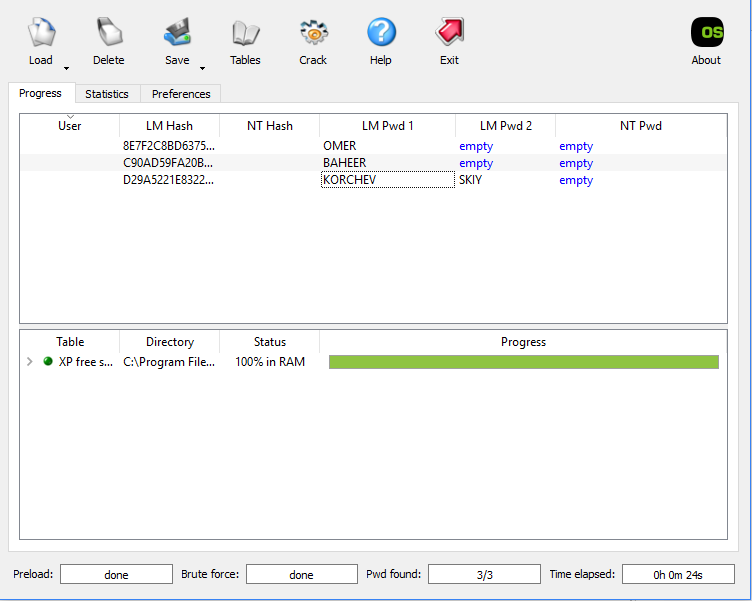 Load Delete Save Tables Crack Help Exit OS About
Progress Statistics Preferences
User LM Hash NT Hash LM Pwd 1 LM Pwd 2 NT Pwd
8E7F2C8BD6375... OMER empty empty
C90AD59FA20B... BAHEER empty empty
D29A5221E8322... KORCHEV SKIY empty
Table Directory Status Progress
XP free s... C:\Program File... 100% in RAM
Preload: done Brute force: done Pwd found: 3/3 Time elapsed: 0h 0m 24s